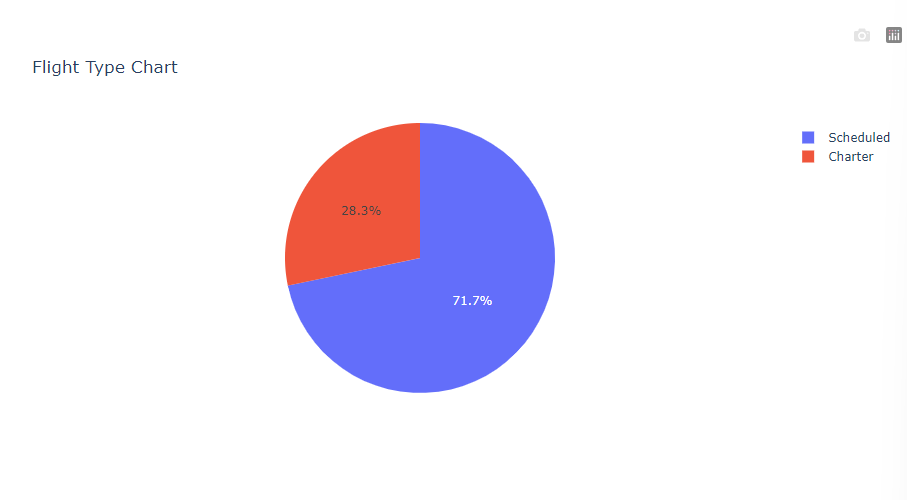 Flight Type Chart
Scheduled
Charter
28.3%
71.7%